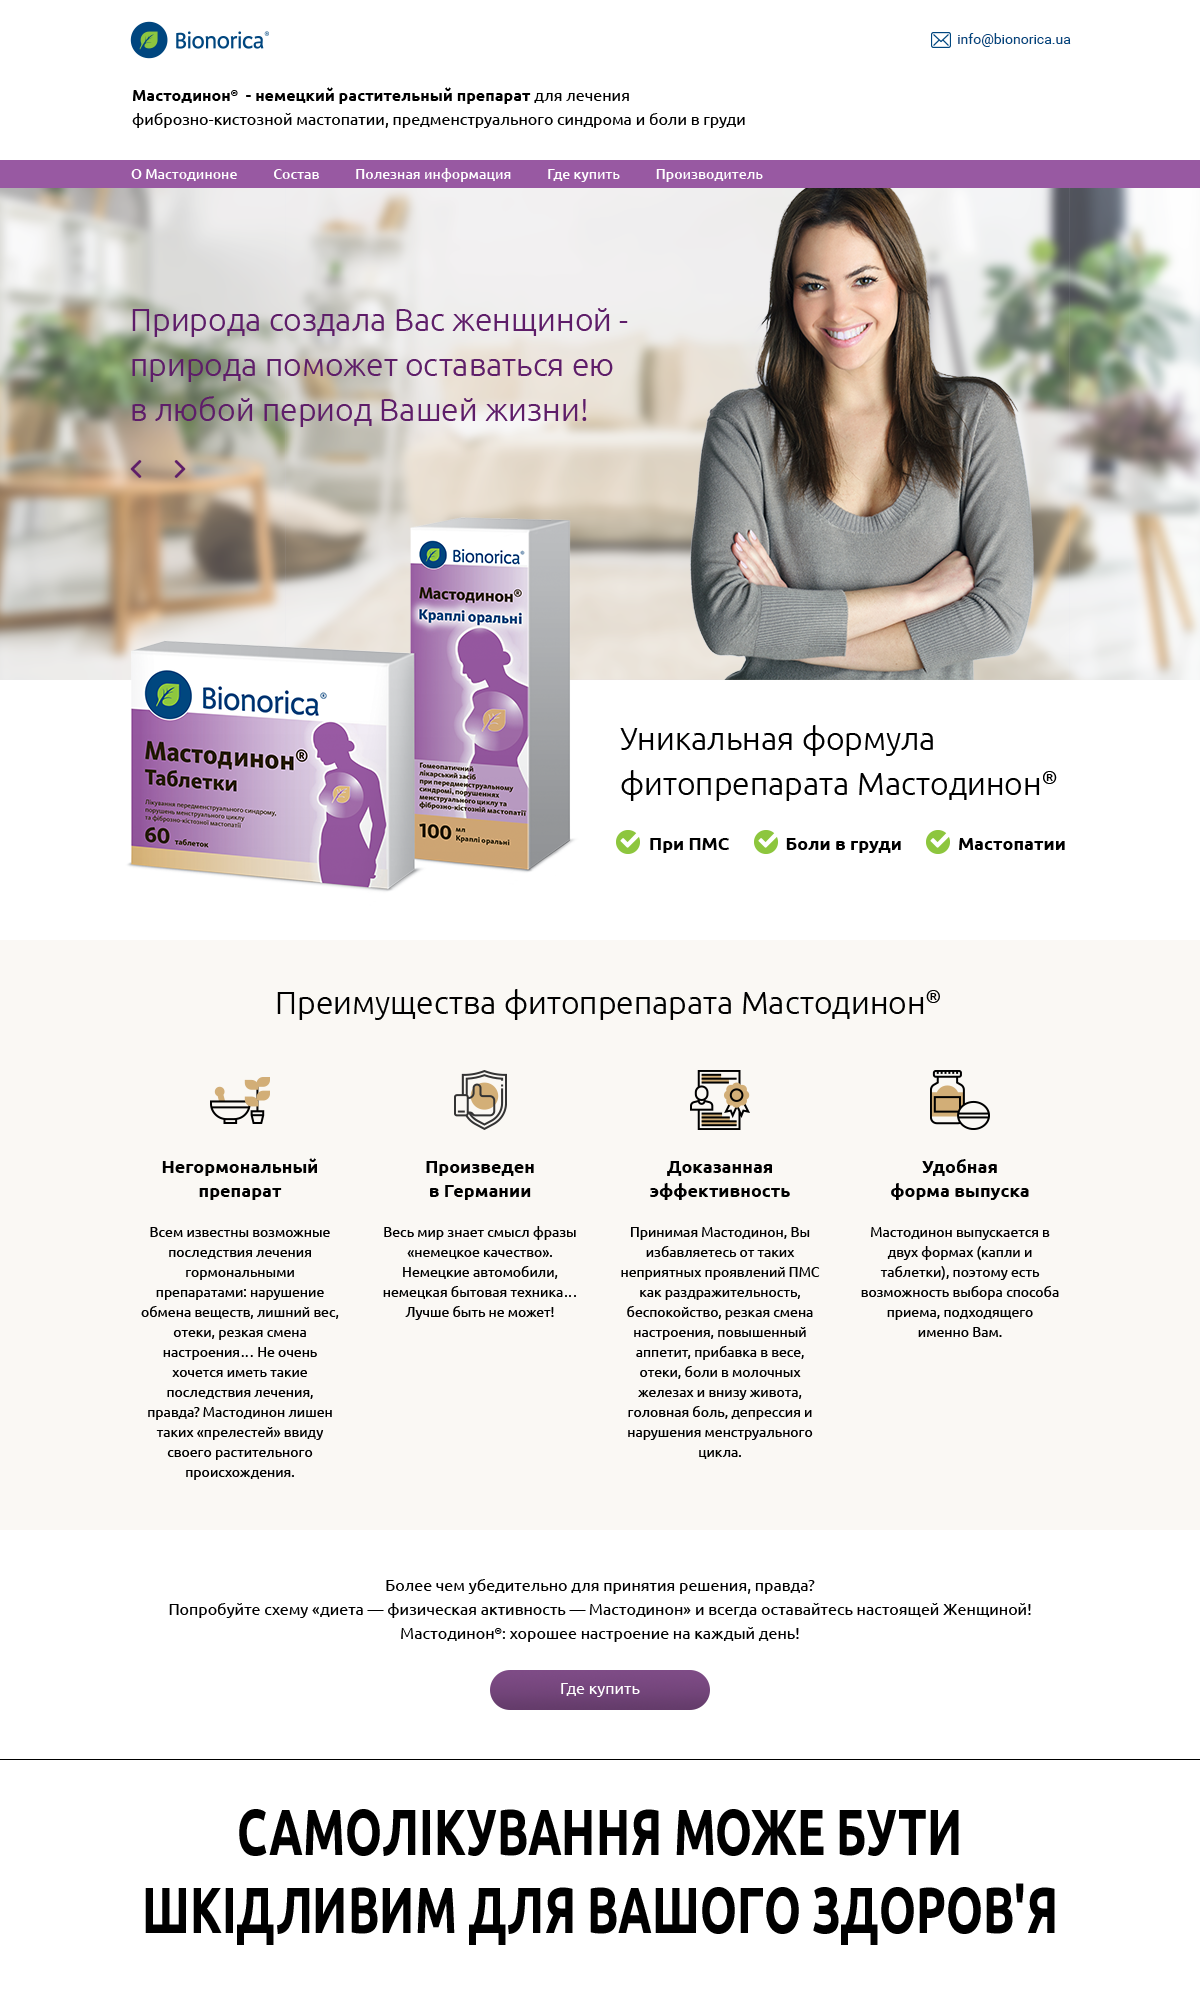 Bionorica®
info@bionorica.ua
Мастодинон® - немецкий растительный препарат для лечения
фиброзно-кистозной мастопатии, предменструального синдрома и боли в груди
О Мастодиноне Состав Полезная информация Где купить Производитель
Природа создала Вас женщиной -
природа поможет оставаться ею
в любой период Вашей жизни!
Bionorica®
Мастодинон®
Краплі оральні
Гомеопатичний
лікарський засіб
при передменструальному
синдромі, порушеннях
менструального циклу та
фіброзно-кістозній мастопатії
100 мл
Краплі оральні
Bionorica®
Мастодинон®
Таблетки
Лікування передменструального синдрому,
порушень менструального циклу
та фіброзно-кістозної мастопатії
60 таблеток
Уникальная формула
фитопрепарата Мастодинон®
При ПМС Боли в груди Мастопатии
Преимущества фитопрепарата Мастодинон®
Негормональный
препарат
Всем известны возможные
последствия лечения
гормональными
препаратами: нарушение
обмена веществ, лишний вес,
отеки, резкая смена
настроения… Не очень
хочется иметь такие
последствия лечения,
правда? Мастодинон лишен
таких «прелестей» ввиду
своего растительного
происхождения.
Произведен
в Германии
Весь мир знает смысл фразы
«немецкое качество».
Немецкие автомобили,
немецкая бытовая техника…
Лучше быть не может!
Доказанная
эффективность
Принимая Мастодинон, Вы
избавляетесь от таких
неприятных проявлений ПМС
как раздражительность,
беспокойство, резкая смена
настроения, повышенный
аппетит, прибавка в весе,
отеки, боли в молочных
железах и внизу живота,
головная боль, депрессия и
нарушения менструального
цикла.
Удобная
форма выпуска
Мастодинон выпускается в
двух формах (капли и
таблетки), поэтому есть
возможность выбора способа
приема, подходящего
именно Вам.
Более чем убедительно для принятия решения, правда?
Попробуйте схему «диета — физическая активность — Мастодинон» и всегда оставайтесь настоящей Женщиной!
Мастодинон®: хорошее настроение на каждый день!
Где купить
САМОЛІКУВАННЯ МОЖЕ БУТИ
ШКІДЛИВИМ ДЛЯ ВАШОГО ЗДОРОВ'Я